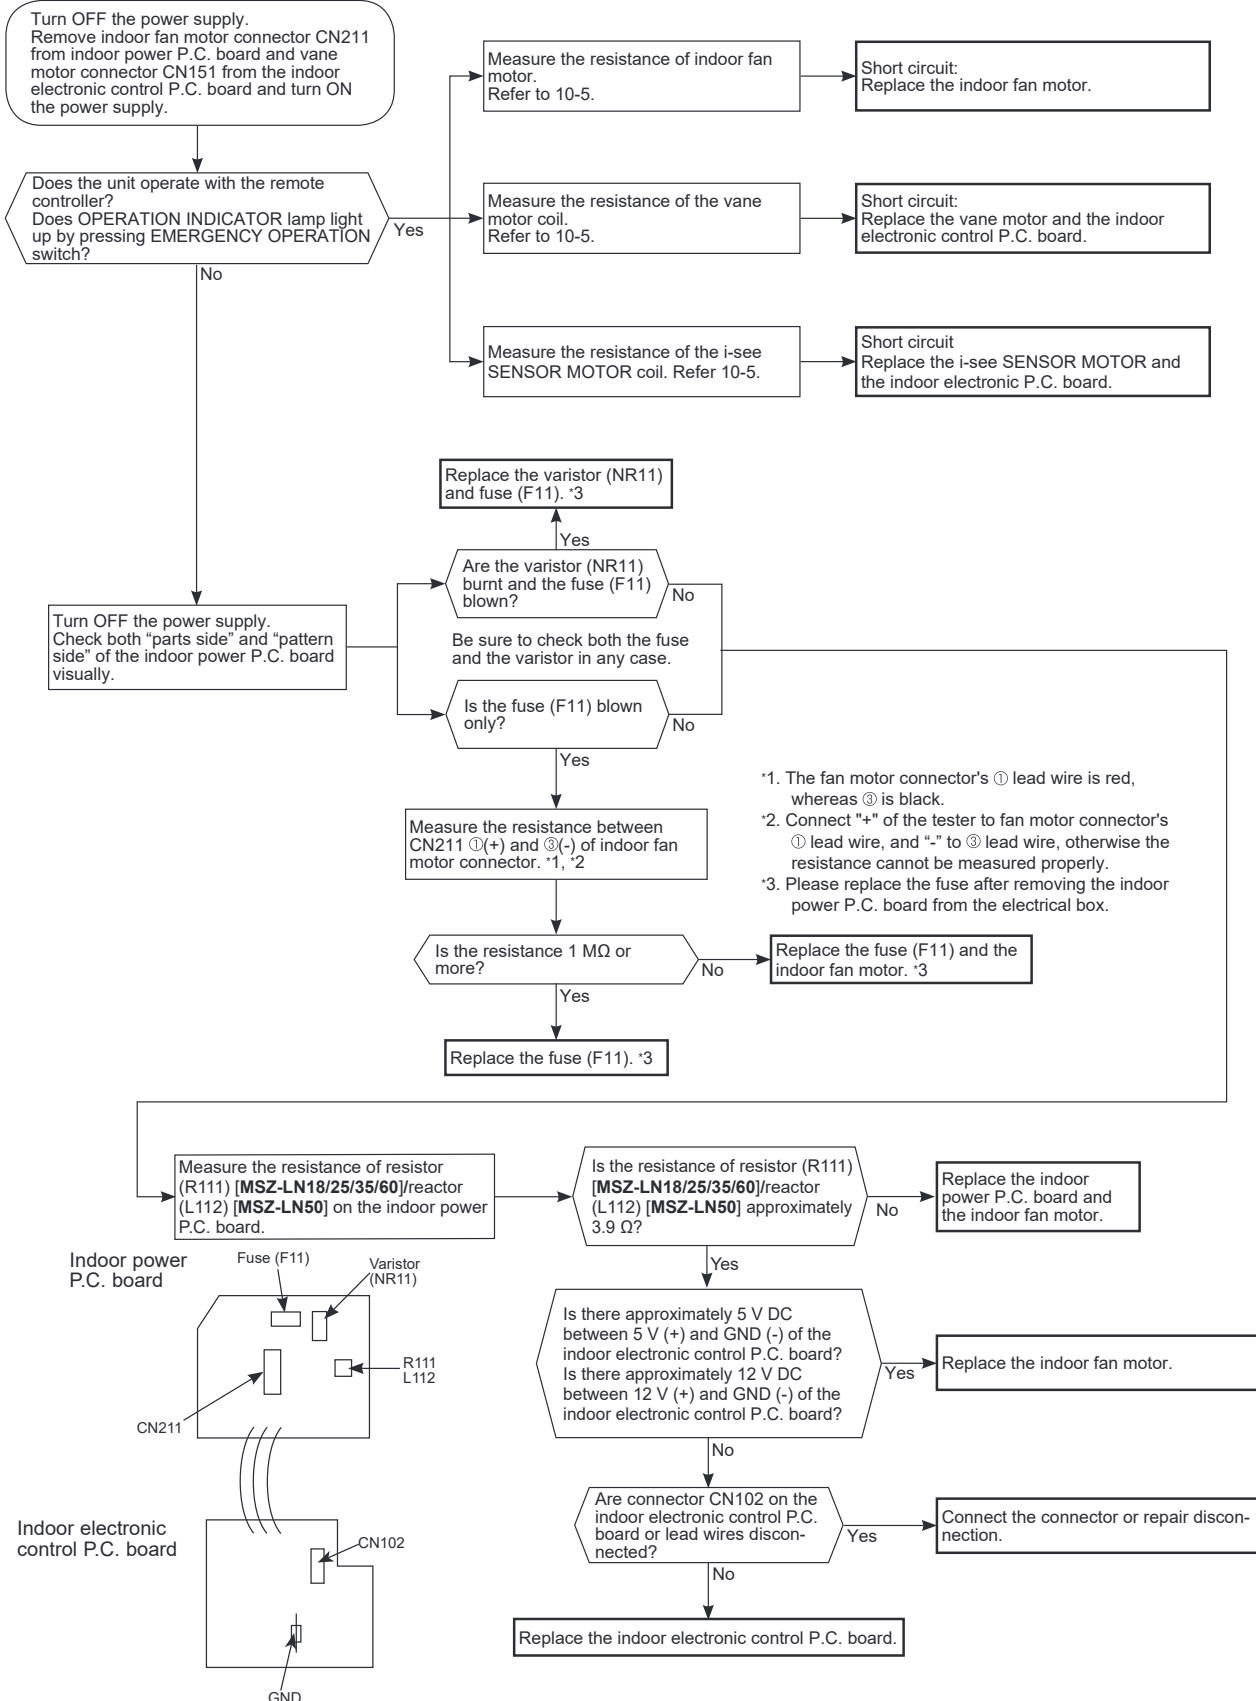 Turn OFF the power supply.
Remove indoor fan motor connector CN211
from indoor power P.C. board and vane
motor connector CN151 from the indoor
electronic control P.C. board and turn ON
the power supply.
Does the unit operate with the remote
controller?
Does OPERATION INDICATOR lamp light
up by pressing EMERGENCY OPERATION
switch?
Yes
No
Measure the resistance of indoor fan
motor.
Refer to 10-5.
Short circuit:
Replace the indoor fan motor.
Measure the resistance of the vane
motor coil.
Refer to 10-5.
Short circuit:
Replace the vane motor and the indoor
electronic control P.C. board.
Measure the resistance of the i-see
SENSOR MOTOR coil. Refer 10-5.
Short circuit
Replace the i-see SENSOR MOTOR and
the indoor electronic P.C. board.
Replace the varistor (NR11)
and fuse (F11). *3
Yes
Are the varistor (NR11)
burnt and the fuse (F11)
blown?
No
Turn OFF the power supply.
Check both “parts side” and “pattern
side” of the indoor power P.C. board
visually.
Be sure to check both the fuse
and the varistor in any case.
Is the fuse (F11) blown
only?
No
Yes
Measure the resistance between
CN211 ①(+) and ③(-) of indoor fan
motor connector. *1, *2
*1. The fan motor connector's ① lead wire is red,
whereas ③ is black.
*2. Connect "+" of the tester to fan motor connector's
① lead wire, and “-” to ③ lead wire, otherwise the
resistance cannot be measured properly.
*3. Please replace the fuse after removing the indoor
power P.C. board from the electrical box.
Is the resistance 1 MΩ or
more?
No
Replace the fuse (F11) and the
indoor fan motor. *3
Yes
Replace the fuse (F11). *3
Measure the resistance of resistor
(R111) [MSZ-LN18/25/35/60]/reactor
(L112) [MSZ-LN50] on the indoor power
P.C. board.
Is the resistance of resistor (R111)
[MSZ-LN18/25/35/60]/reactor
(L112) [MSZ-LN50] approximately
3.9 Ω?
No
Replace the indoor
power P.C. board and
the indoor fan motor.
Yes
Is there approximately 5 V DC
between 5 V (+) and GND (-) of the
indoor electronic control P.C. board?
Is there approximately 12 V DC
between 12 V (+) and GND (-) of the
indoor electronic control P.C. board?
Yes
Replace the indoor fan motor.
No
Are connector CN102 on the
indoor electronic control P.C.
board or lead wires discon-
nected?
Yes
Connect the connector or repair discon-
nection.
No
Replace the indoor electronic control P.C. board.
Indoor power
P.C. board
Fuse (F11)
Varistor
(NR11)
R111
L112
CN211
Indoor electronic
control P.C. board
CN102
GND